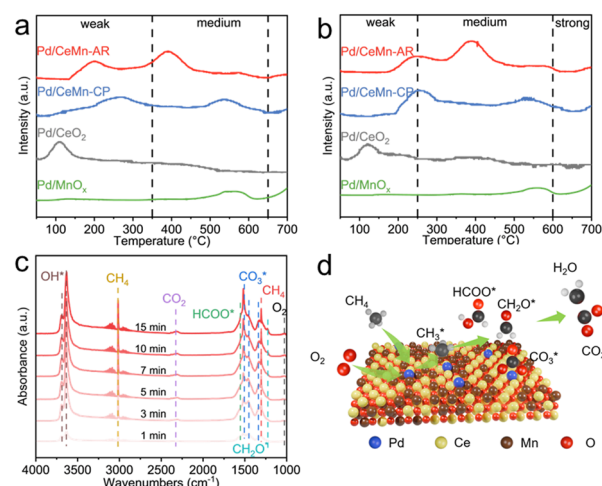 a
weak
medium
Pd/CeMn-AR
Pd/CeMn-CP
Pd/CeO2
Pd/MnOx
Intensity (a.u.)
100
200
300
400
500
600
700
Temperature (°C)
b
weak
medium
strong
Pd/CeMn-AR
Pd/CeMn-CP
Pd/CeO2
Pd/MnOx
Intensity (a.u.)
100
200
300
400
500
600
700
Temperature (°C)
c
OH*
CH4
CO2
HCOO*
CO3*
CH4
O2
15 min
10 min
7 min
5 min
3 min
1 min
CH2O*
Absorbance (a.u.)
4000
3500
3000
2500
2000
1500
1000
Wavenumbers (cm-1)
d
H2O
HCOO*
CH2O*
CH4
CH3*
O2
CO3*
Pd
Ce
Mn
O